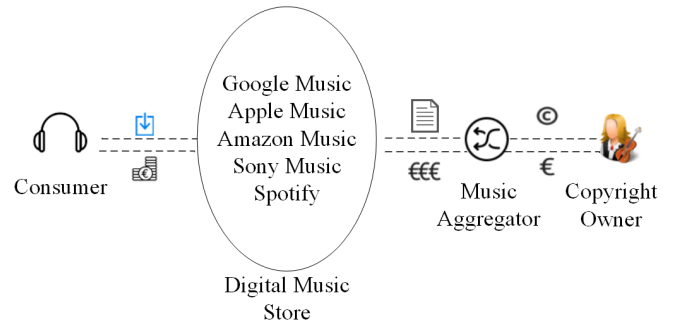 Google Music
Apple Music
Amazon Music
Sony Music
Spotify
Consumer
€€€
©
€
Music
Aggregator
Copyright
Owner
Digital Music
Store